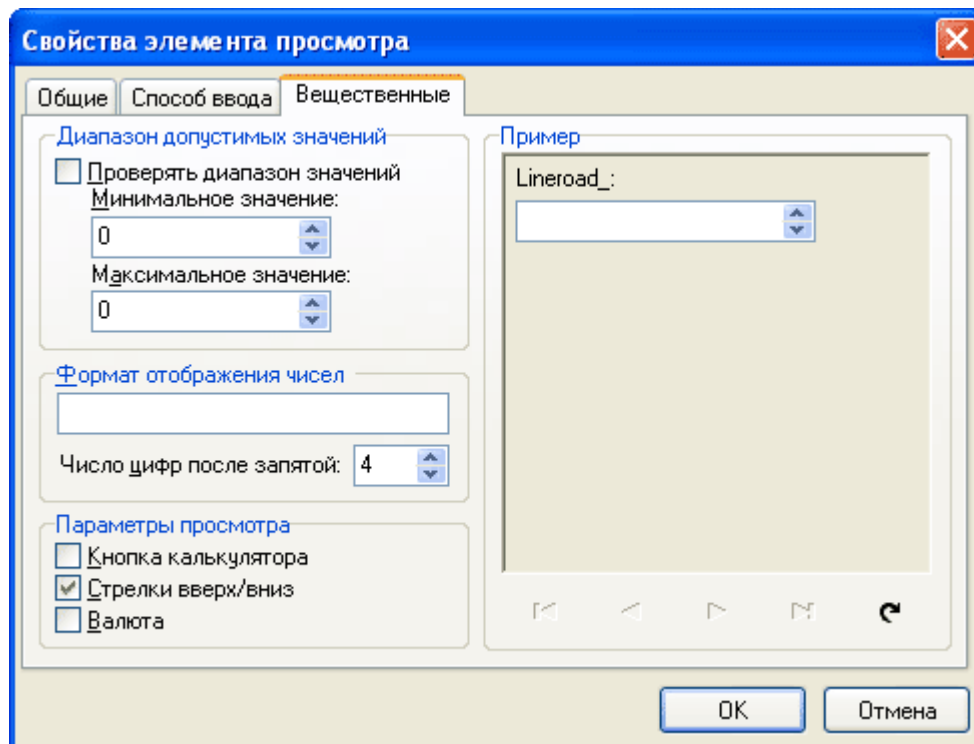 Свойства элемента просмотра
Общие
Способ ввода
Вещественные
Диапазон допустимых значений
Проверять диапазон значений
Минимальное значение:
0
Максимальное значение:
0
Формат отображения чисел
Число цифр после запятой: 4
Параметры просмотра
Кнопка калькулятора
Стрелки вверх/вниз
Валюта
Пример
Lineroad_:
OK
Отмена